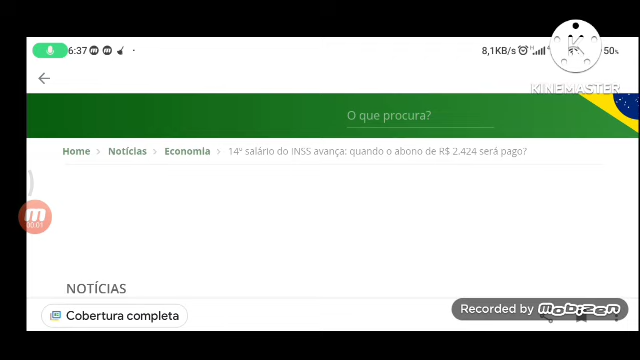 6:37 8,1KB/s 50%
KINEMASTER
O que procura?
Home > Notícias > Economia > 14º salário do INSS avança: quando o abono de R$ 2.424 será pago?
00:01
NOTÍCIAS
Cobertura completa
Recorded by mobizen